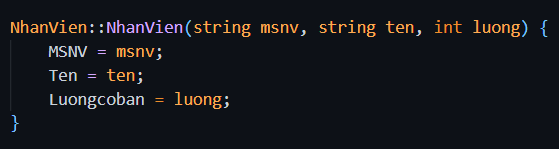 NhanVien::NhanVien(string msnv, string ten, int luong) {
    MSNV = msnv;
    Ten = ten;
    Luongcoban = luong;
}